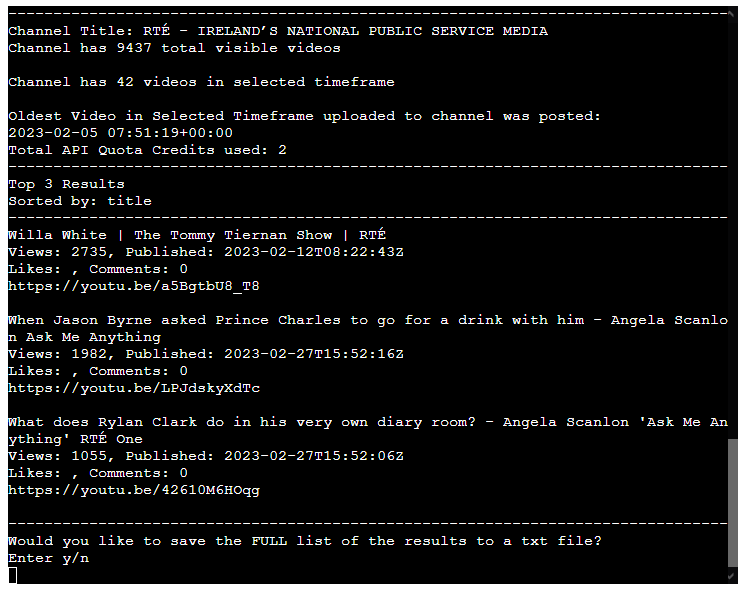 --------------------------------------------------------------------------------
Channel Title: RTÉ - IRELAND’S NATIONAL PUBLIC SERVICE MEDIA
Channel has 9437 total visible videos
Channel has 42 videos in selected timeframe
Oldest Video in Selected Timeframe uploaded to channel was posted:
2023-02-05 07:51:19+00:00
Total API Quota Credits used: 2
--------------------------------------------------------------------------------
Top 3 Results
Sorted by: title
--------------------------------------------------------------------------------
Willa White | The Tommy Tiernan Show | RTÉ
Views: 2735, Published: 2023-02-12T08:22:43Z
Likes: , Comments: 0
https://youtu.be/a5BgtbU8_T8
When Jason Byrne asked Prince Charles to go for a drink with him - Angela Scanlo
n Ask Me Anything
Views: 1982, Published: 2023-02-27T15:52:16Z
Likes: , Comments: 0
https://youtu.be/LPJdskyXdTc
What does Rylan Clark do in his very own diary room? - Angela Scanlon 'Ask Me An
ything' RTÉ One
Views: 1055, Published: 2023-02-27T15:52:06Z
Likes: , Comments: 0
https://youtu.be/42610M6HOqg
--------------------------------------------------------------------------------
Would you like to save the FULL list of the results to a txt file?
Enter y/n